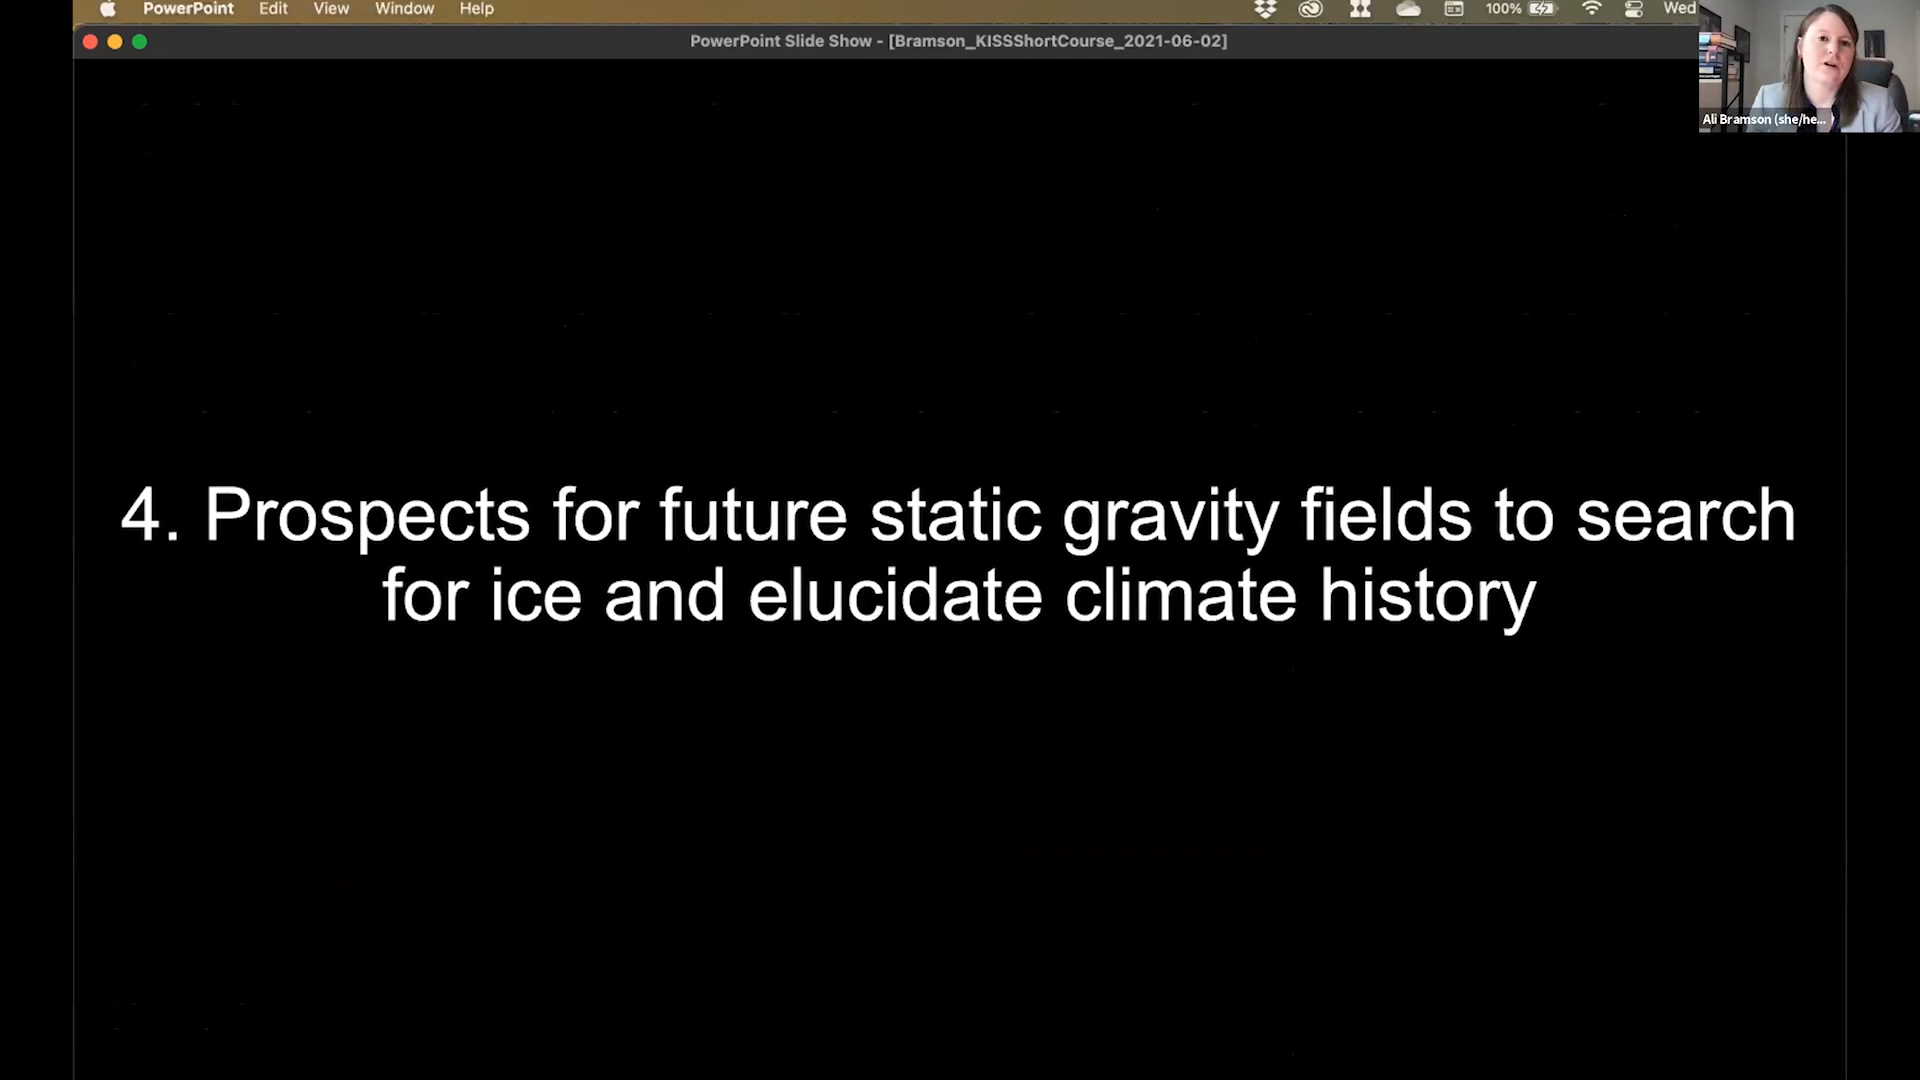 PowerPoint Edit View Window Help 100% Wed
PowerPoint Slide Show - [Bramson_KISSShortCourse_2021-06-02]
Ali Bramson (she/he...
4. Prospects for future static gravity fields to search
for ice and elucidate climate history